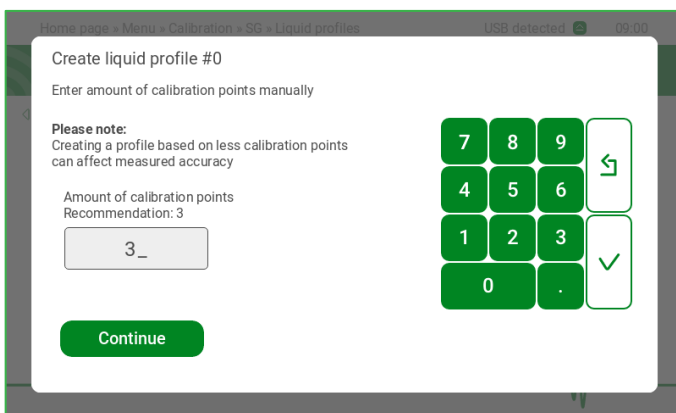 Home page » Menu » Calibration » SG » Liquid profiles
USB detected
09:00
Create liquid profile #0
Enter amount of calibration points manually
Please note:
Creating a profile based on less calibration points
can affect measured accuracy
Amount of calibration points
Recommendation: 3
3_
Continue
7 8 9
4 5 6
1 2 3
0 .